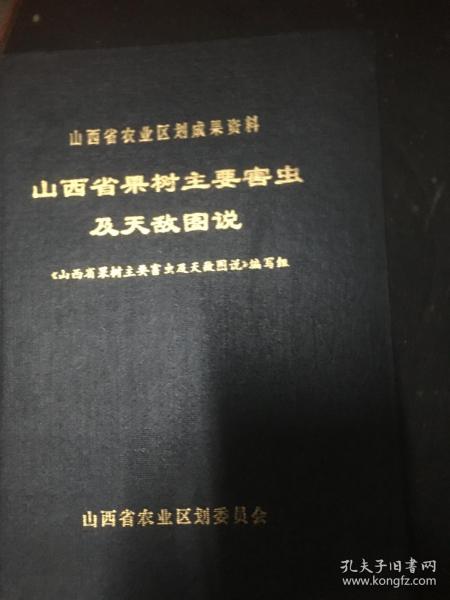 山西省农业区划成果资料
山西省果树主要害虫
及天敌图说
《山西省果树主要害虫及天敌图说》编写组
山西省农业区划委员会
孔夫子旧书网
www.kongfz.com